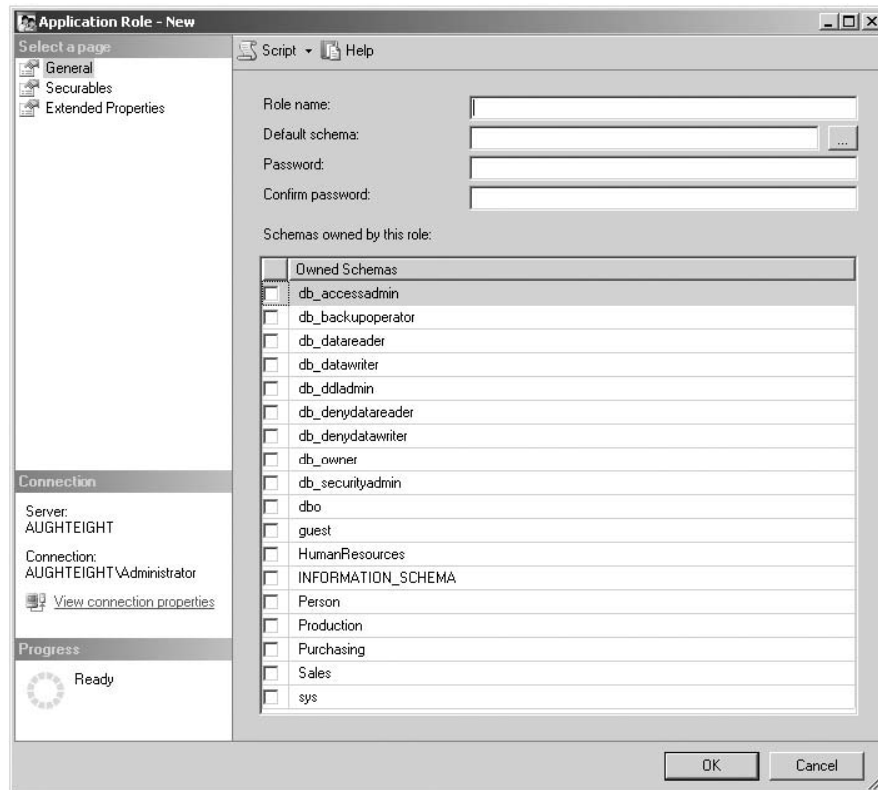 Application Role - New
Select a page
General
Securables
Extended Properties
Script
Help
Role name:
Default schema:
...
Password:
Confirm password:
Schemas owned by this role:
Owned Schemas
db_accessadmin
db_backupoperator
db_datareader
db_datawriter
db_ddladmin
db_denydatareader
db_denydatawriter
db_owner
db_securityadmin
dbo
guest
HumanResources
INFORMATION_SCHEMA
Person
Production
Purchasing
Sales
sys
Connection
Server:
AUGHTEIGHT
Connection:
AUGHTEIGHT\Administrator
View connection properties
Progress
Ready
OK
Cancel